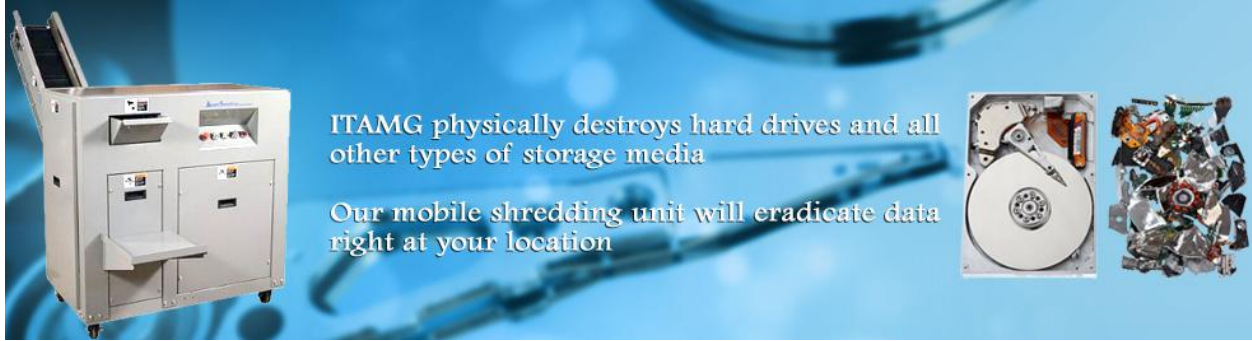 ITAMG physically destroys hard drives and all
other types of storage media
Our mobile shredding unit will eradicate data
right at your location